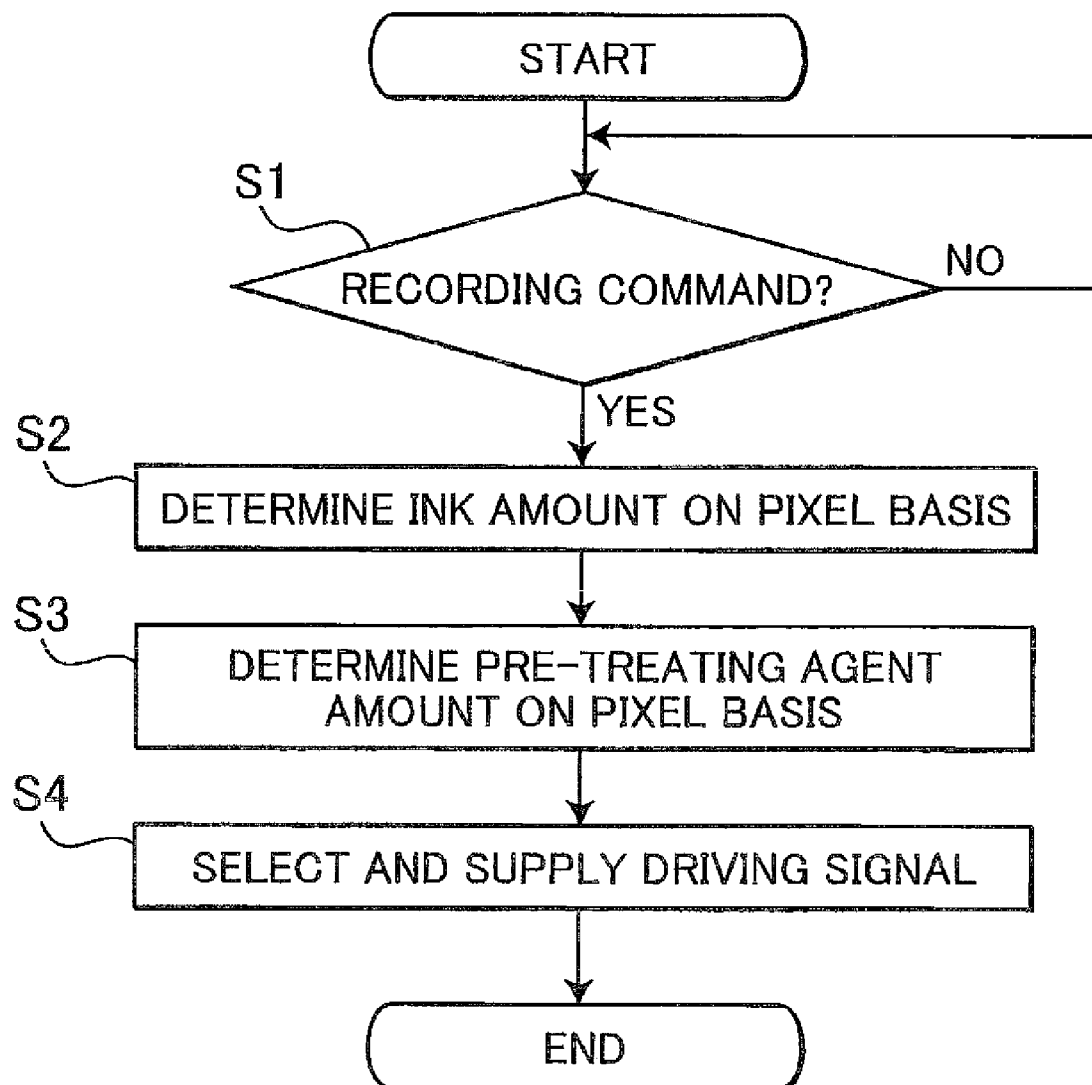 START
S1
RECORDING COMMAND?
NO
YES
S2
DETERMINE INK AMOUNT ON PIXEL BASIS
S3
DETERMINE PRE-TREATING AGENT
AMOUNT ON PIXEL BASIS
S4
SELECT AND SUPPLY DRIVING SIGNAL
END